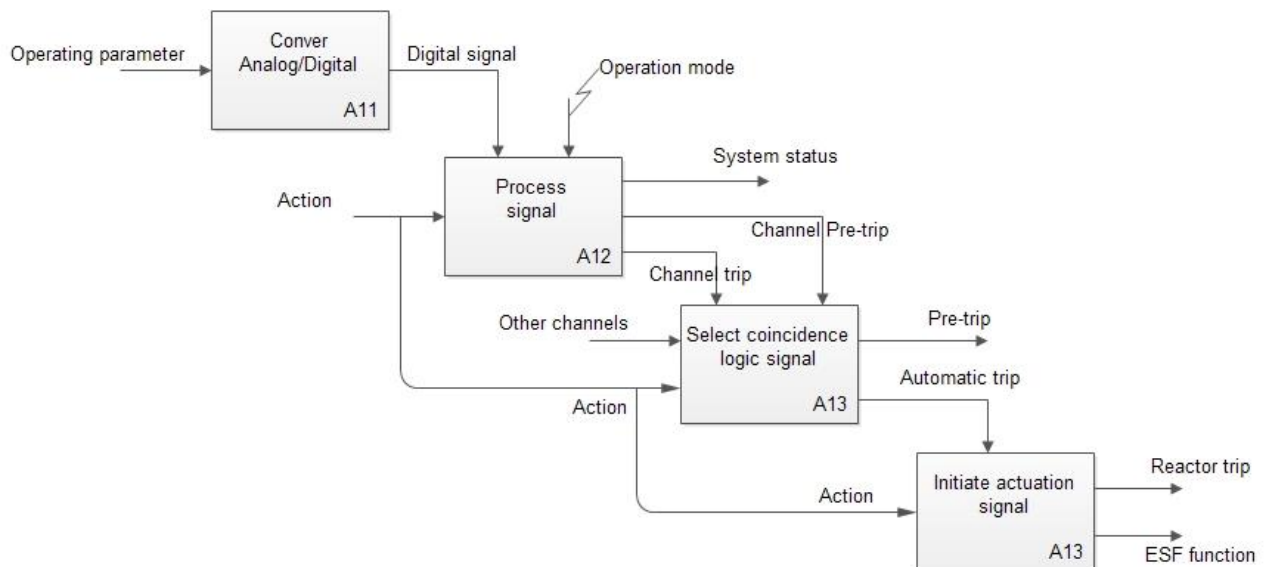 Operating parameter
Conver
Analog/Digital
A11
Digital signal
Operation mode
Action
Process
signal
A12
System status
Channel Pre-trip
Channel trip
Other channels
Select coincidence
logic signal
A13
Pre-trip
Automatic trip
Action
Action
Initiate actuation
signal
A13
Reactor trip
ESF function